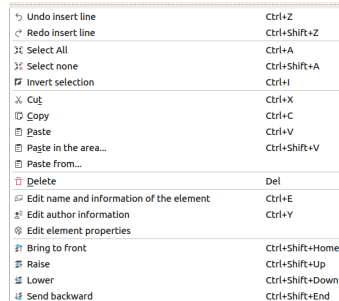 Undo insert line Ctrl+Z
Redo insert line Ctrl+Shift+Z
Select All Ctrl+A
Select none Ctrl+Shift+A
Invert selection Ctrl+I
Cut Ctrl+X
Copy Ctrl+C
Paste Ctrl+V
Paste in the area... Ctrl+Shift+V
Paste from...
Delete Del
Edit name and information of the element Ctrl+E
Edit author information Ctrl+Y
Edit element properties
Bring to front Ctrl+Shift+Home
Raise Ctrl+Shift+Up
Lower Ctrl+Shift+Down
Send backward Ctrl+Shift+End